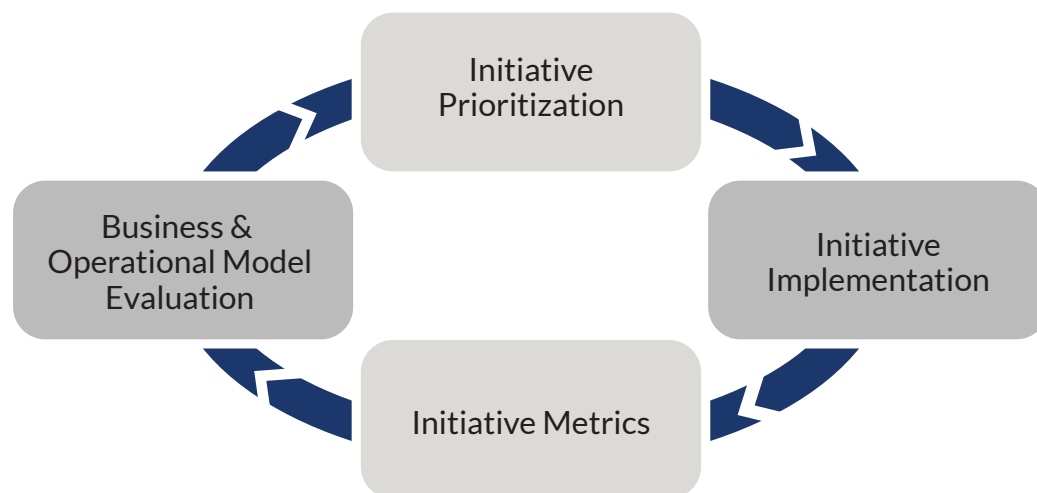 Initiative
Prioritization
Business &
Operational Model
Evaluation
Initiative
Implementation
Initiative Metrics